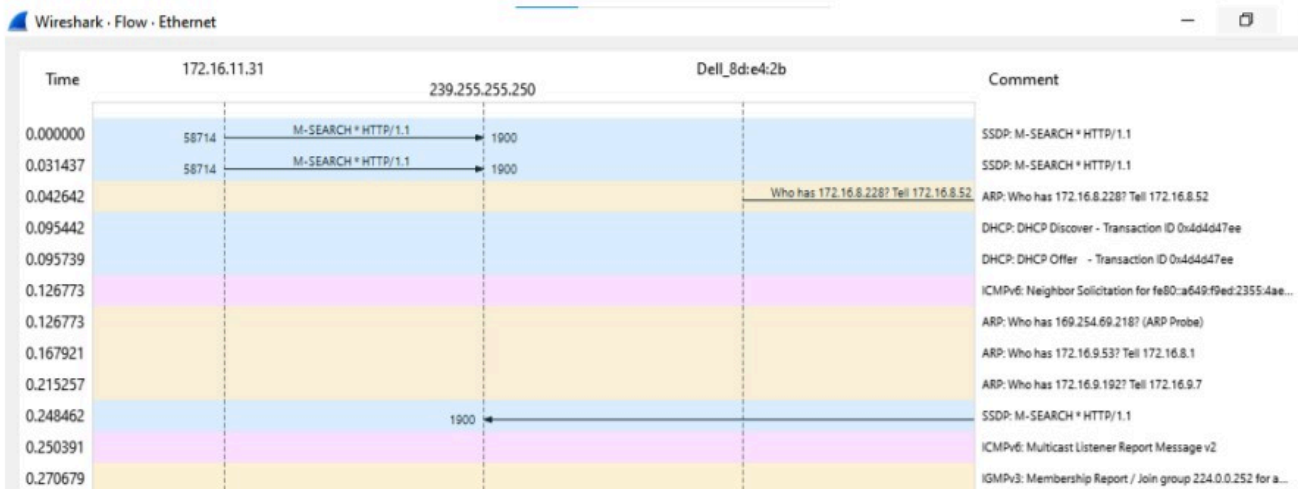 Wireshark · Flow · Ethernet
Time 172.16.11.31 239.255.255.250 Dell_8d:e4:2b Comment
0.000000 58714 M-SEARCH * HTTP/1.1 1900 SSDP: M-SEARCH * HTTP/1.1
0.031437 58714 M-SEARCH * HTTP/1.1 1900 SSDP: M-SEARCH * HTTP/1.1
0.042642 Who has 172.16.8.228? Tell 172.16.8.52 ARP: Who has 172.16.8.228? Tell 172.16.8.52
0.095442 DHCP: DHCP Discover - Transaction ID 0x4d4d47ee
0.095739 DHCP: DHCP Offer - Transaction ID 0x4d4d47ee
0.126773 ICMPv6: Neighbor Solicitation for fe80::a649:f9ed:2355:4ae...
0.126773 ARP: Who has 169.254.69.218? (ARP Probe)
0.167921 ARP: Who has 172.16.9.53? Tell 172.16.8.1
0.215257 ARP: Who has 172.16.9.192? Tell 172.16.9.7
0.248462 1900 SSDP: M-SEARCH * HTTP/1.1
0.250391 ICMPv6: Multicast Listener Report Message v2
0.270679 IGMPv3: Membership Report / Join group 224.0.0.252 for a...